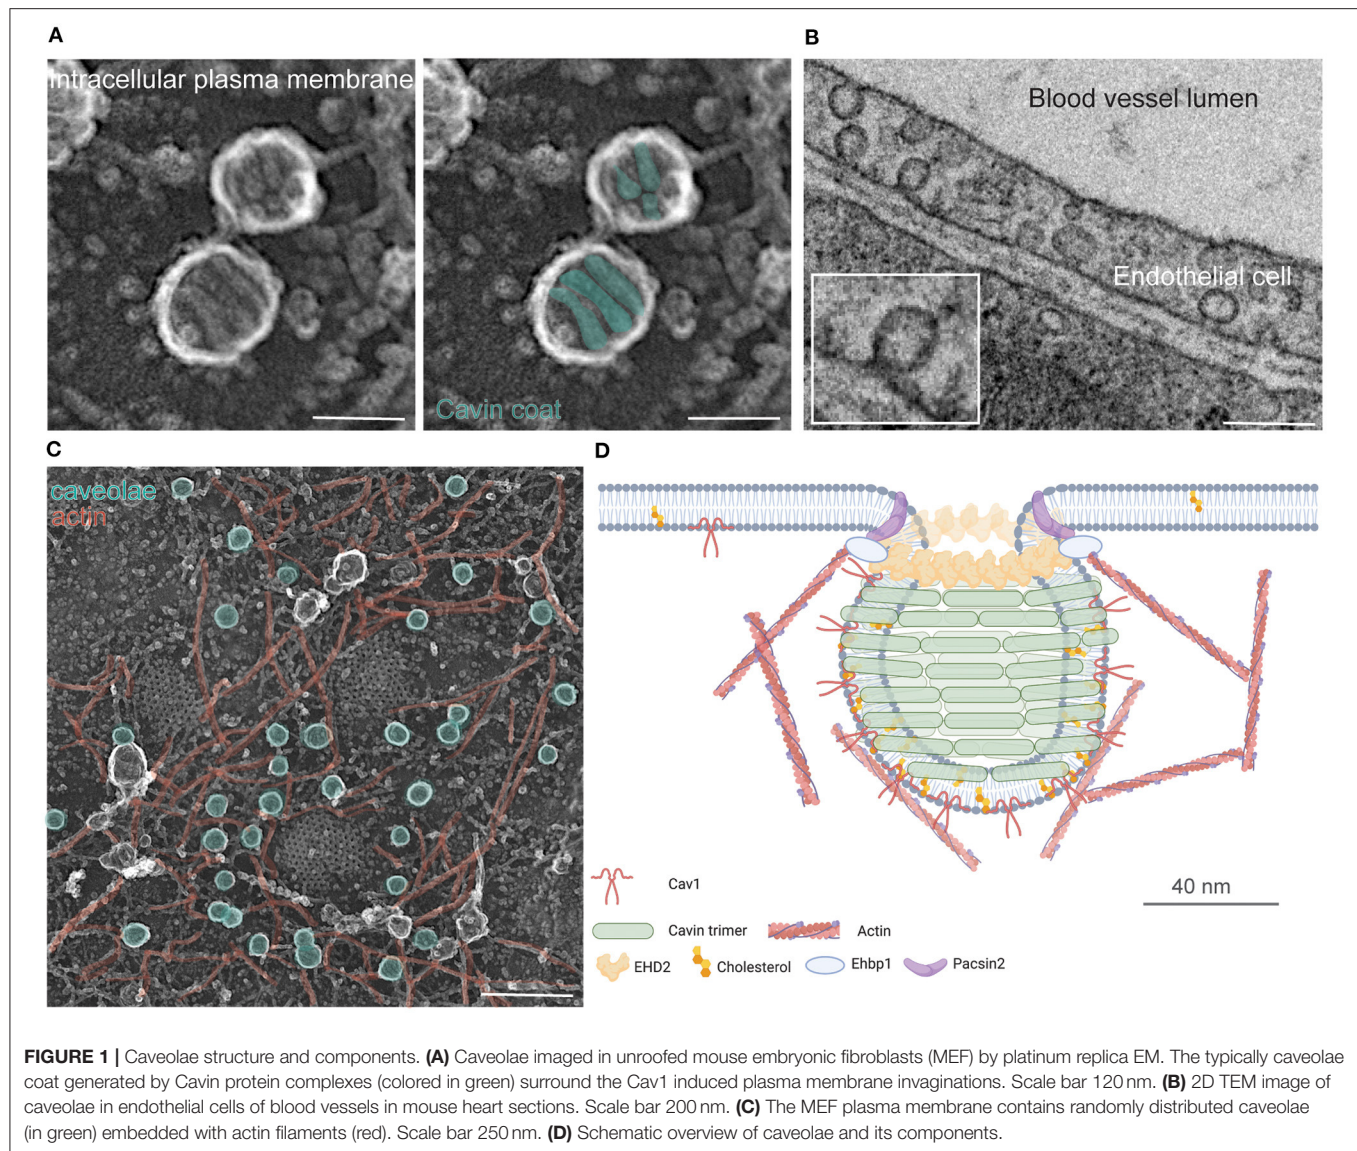 A
B
Intracellular plasma membrane
Cavin coat
Blood vessel lumen
Endothelial cell
C
D
caveolae
actin
Cav1
40 nm
Cavin trimer
Actin
EHD2
Cholesterol
Ehbp1
Pacsin2
FIGURE 1 | Caveolae structure and components. (A) Caveolae imaged in unroofed mouse embryonic fibroblasts (MEF) by platinum replica EM. The typically caveolae
coat generated by Cavin protein complexes (colored in green) surround the Cav1 induced plasma membrane invaginations. Scale bar 120 nm. (B) 2D TEM image of
caveolae in endothelial cells of blood vessels in mouse heart sections. Scale bar 200 nm. (C) The MEF plasma membrane contains randomly distributed caveolae
(in green) embedded with actin filaments (red). Scale bar 250 nm. (D) Schematic overview of caveolae and its components.